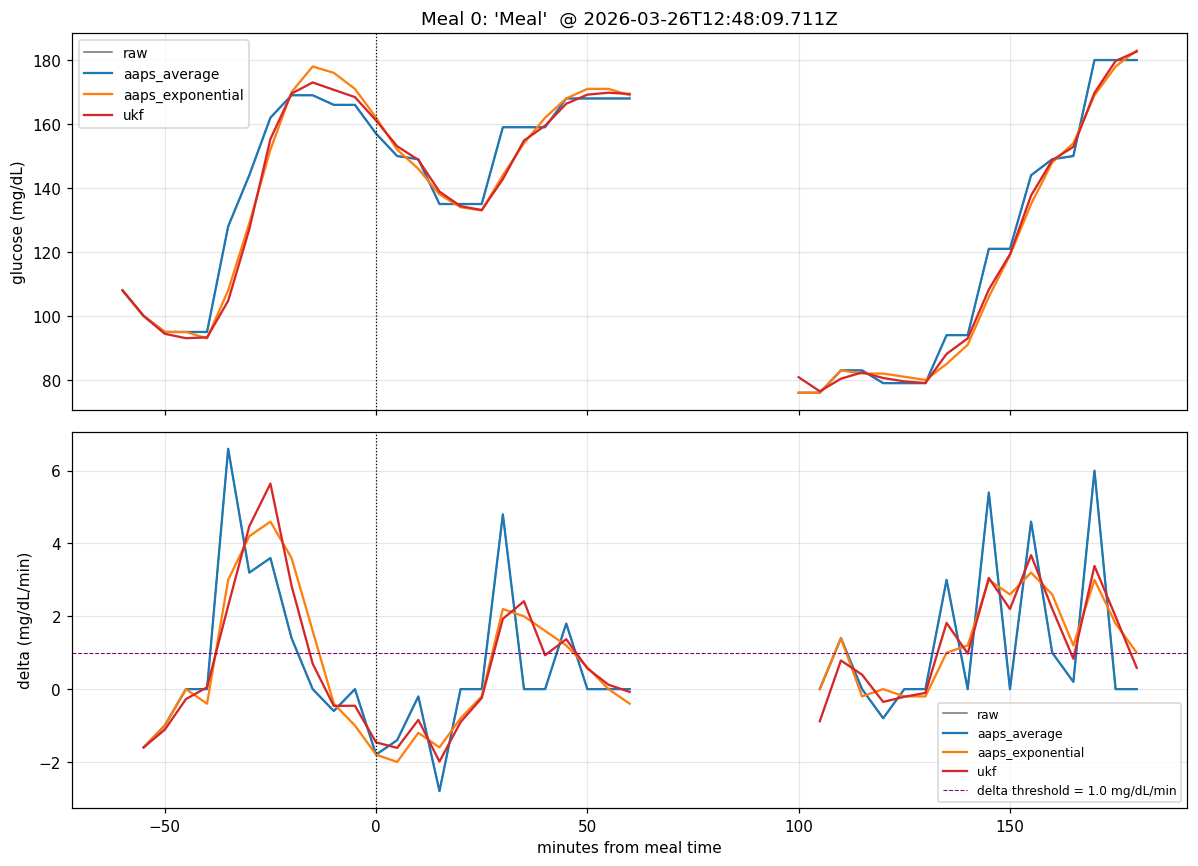 Meal 0: 'Meal'  @ 2026-03-26T12:48:09.711Z
raw
aaps_average
aaps_exponential
ukf
180
160
140
120
100
80
glucose (mg/dL)
6
4
2
0
−2
delta (mg/dL/min)
raw
aaps_average
aaps_exponential
ukf
delta threshold = 1.0 mg/dL/min
−50
0
50
100
150
minutes from meal time